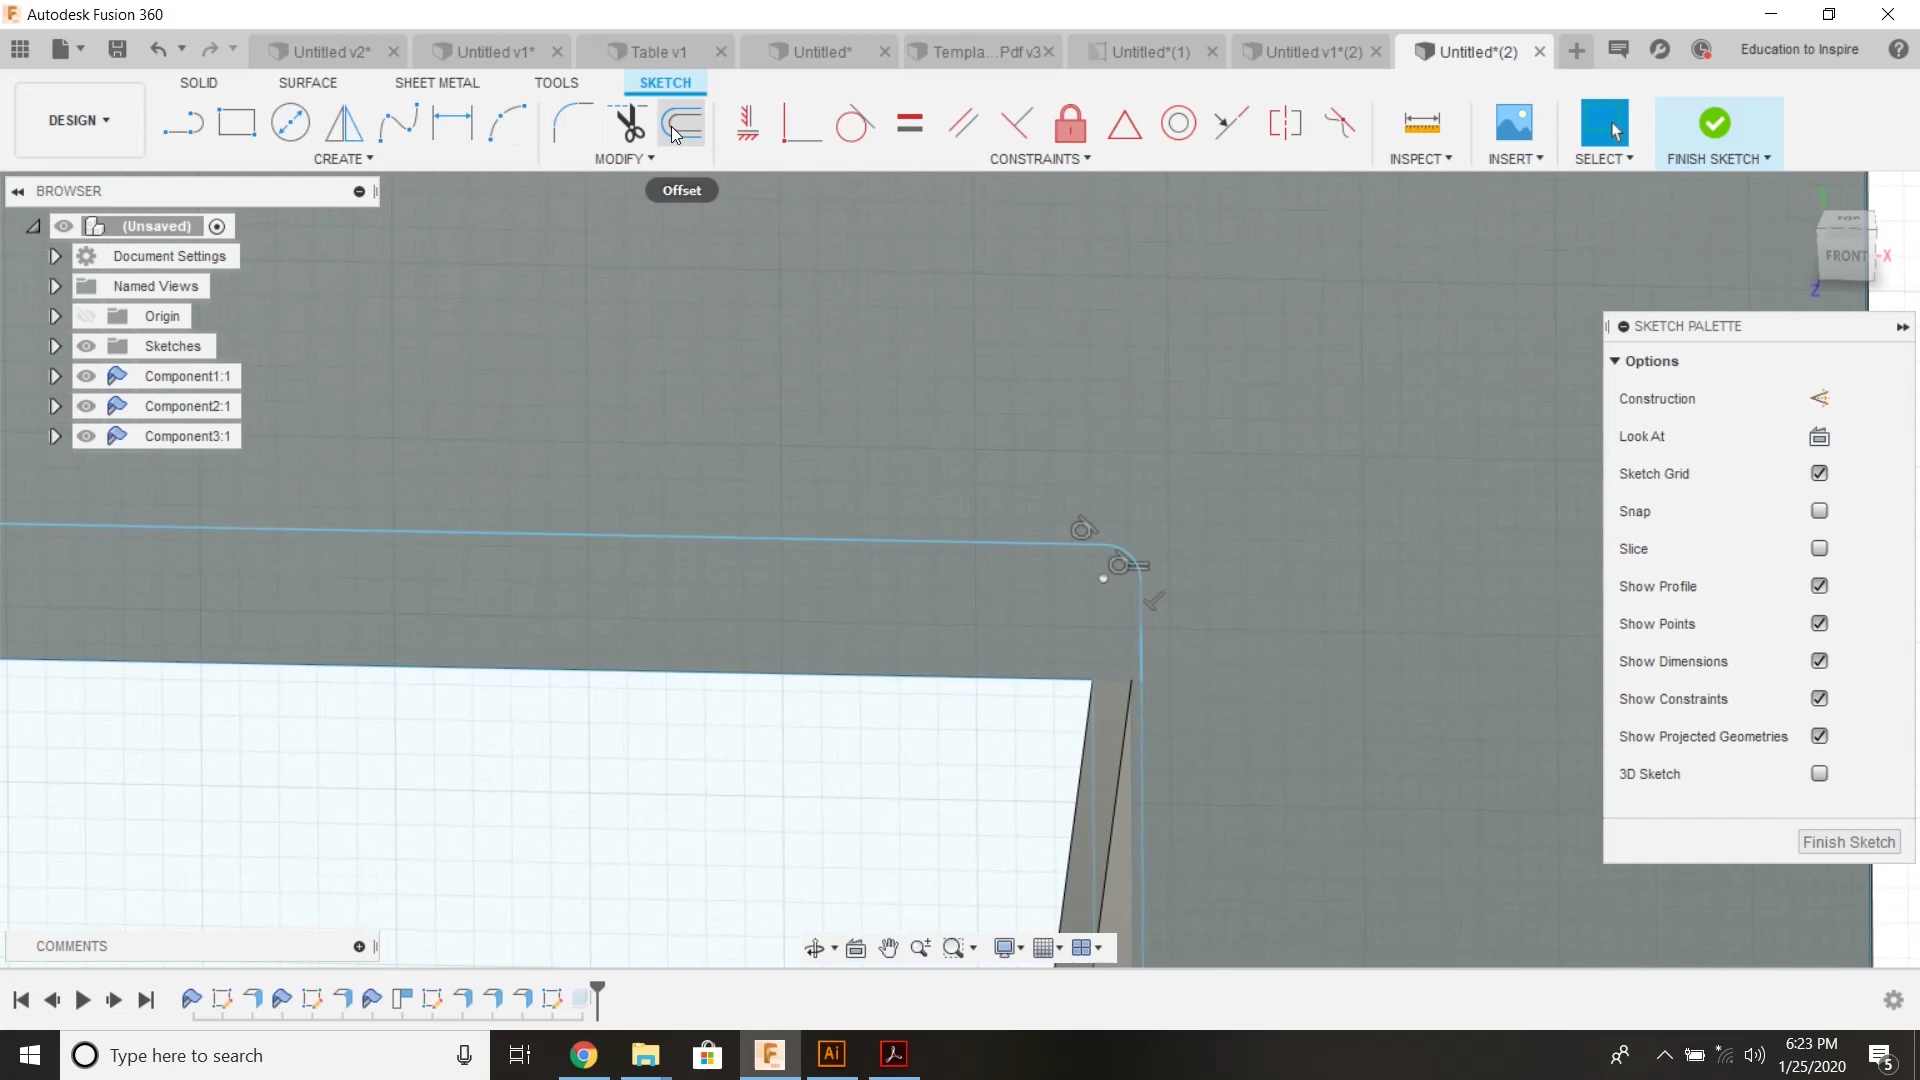 Autodesk Fusion 360
Untitled v2*
Untitled v1*
Table v1
Untitled*
Templa...Pdf v3
Untitled*(1)
Untitled v1*(2)
Untitled*(2)
Education to Inspire
SOLID
SURFACE
SHEET METAL
TOOLS
SKETCH
DESIGN
CREATE
MODIFY
CONSTRAINTS
INSPECT
INSERT
SELECT
FINISH SKETCH
Offset
BROWSER
(Unsaved)
Document Settings
Named Views
Origin
Sketches
Component1:1
Component2:1
Component3:1
TOP
FRONT
X
Z
SKETCH PALETTE
Options
Construction
Look At
Sketch Grid
Snap
Slice
Show Profile
Show Points
Show Dimensions
Show Constraints
Show Projected Geometries
3D Sketch
Finish Sketch
COMMENTS
Type here to search
Ai
6:23 PM
1/25/2020
5